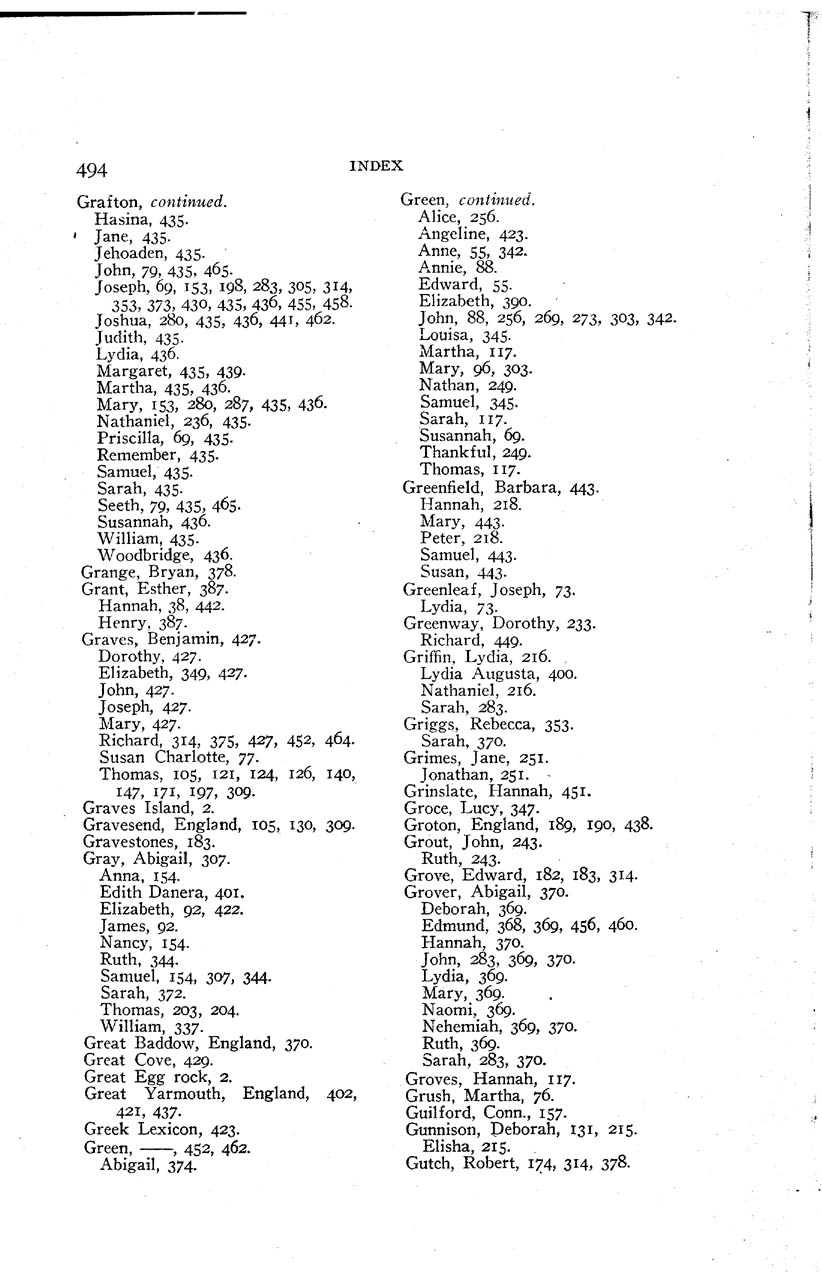 494
INDEX
Grafton, continued.
Hasina, 435.
Jane, 435.
Jehoaden, 435.
John, 79, 435, 465.
Joseph, 69, 153, 198, 283, 305, 314,
353, 373, 430, 435, 436, 455, 458.
Joshua, 280, 435, 436, 441, 462.
Judith, 435.
Lydia, 436.
Margaret, 435, 439.
Martha, 435, 436.
Mary, 153, 280, 287, 435, 436.
Nathaniel, 236, 435.
Priscilla, 69, 435.
Remember, 435.
Samuel, 435.
Sarah, 435.
Seeth, 79, 435, 465.
Susannah, 436.
William, 435.
Woodbridge, 436.
Grange, Bryan, 378.
Grant, Esther, 387.
Hannah, 38, 442.
Henry, 387.
Graves, Benjamin, 427.
Dorothy, 427.
Elizabeth, 349, 427.
John, 427.
Joseph, 427.
Mary, 427.
Richard, 314, 375, 427, 452, 464.
Susan Charlotte, 77.
Thomas, 105, 121, 124, 126, 140,
147, 171, 197, 309.
Graves Island, 2.
Gravesend, England, 105, 130, 309.
Gravestones, 183.
Gray, Abigail, 307.
Anna, 154.
Edith Danera, 401.
Elizabeth, 92, 422.
James, 92.
Nancy, 154.
Ruth, 344.
Samuel, 154, 307, 344.
Sarah, 372.
Thomas, 203, 204.
William, 337.
Great Baddow, England, 370.
Great Cove, 429.
Great Egg rock, 2.
Great Yarmouth, England, 402,
421, 437.
Greek Lexicon, 423.
Green, ——, 452, 462.
Abigail, 374.
Green, continued.
Alice, 256.
Angeline, 423.
Anne, 55, 342.
Annie, 88.
Edward, 55.
Elizabeth, 390.
John, 88, 256, 269, 273, 303, 342.
Louisa, 345.
Martha, 117.
Mary, 96, 303.
Nathan, 249.
Samuel, 345.
Sarah, 117.
Susannah, 69.
Thankful, 249.
Thomas, 117.
Greenfield, Barbara, 443.
Hannah, 218.
Mary, 443.
Peter, 218.
Samuel, 443.
Susan, 443.
Greenleaf, Joseph, 73.
Lydia, 73.
Greenway, Dorothy, 233.
Richard, 449.
Griffin, Lydia, 216.
Lydia Augusta, 400.
Nathaniel, 216.
Sarah, 283.
Griggs, Rebecca, 353.
Sarah, 370.
Grimes, Jane, 251.
Jonathan, 251.
Grinslate, Hannah, 451.
Groce, Lucy, 347.
Groton, England, 189, 190, 438.
Grout, John, 243.
Ruth, 243.
Grove, Edward, 182, 183, 314.
Grover, Abigail, 370.
Deborah, 369.
Edmund, 368, 369, 456, 460.
Hannah, 370.
John, 283, 369, 370.
Lydia, 369.
Mary, 369.
Naomi, 369.
Nehemiah, 369, 370.
Ruth, 369.
Sarah, 283, 370.
Groves, Hannah, 117.
Grush, Martha, 76.
Guilford, Conn., 157.
Gunnison, Deborah, 131, 215.
Elisha, 215.
Gutch, Robert, 174, 314, 378.